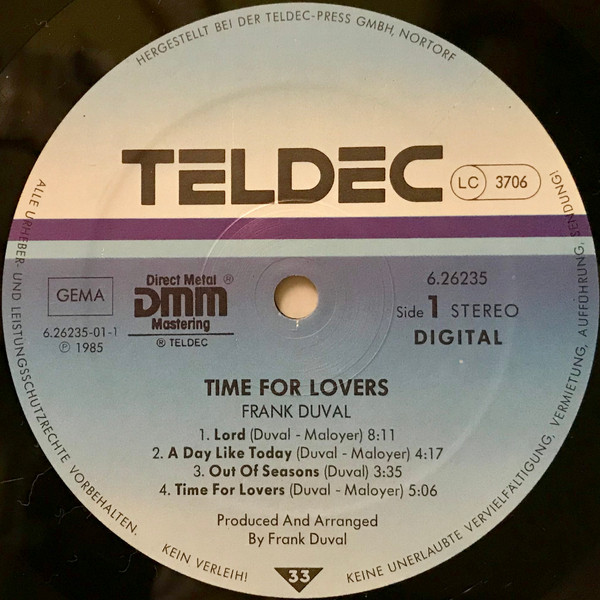 HERGESTELLT BEI DER TELDEC-PRESS GMBH, NORTORF
TELDEC
LC 3706
GEMA
6.26235-01-1
Ⓟ 1985
Direct Metal ®
DMM
Mastering
® TELDEC
6.26235
Side 1 STEREO
DIGITAL
TIME FOR LOVERS
FRANK DUVAL
1. Lord (Duval - Maloyer) 8:11
2. A Day Like Today (Duval - Maloyer) 4:17
3. Out Of Seasons (Duval) 3:35
4. Time For Lovers (Duval - Maloyer) 5:06
Produced And Arranged
By Frank Duval
33
ALLE URHEBER- UND LEISTUNGSSCHUTZRECHTE VORBEHALTEN.
KEIN VERLEIH!
KEINE UNERLAUBTE VERVIELFÄLTIGUNG, VERMIETUNG, AUFFÜHRUNG, SENDUNG!